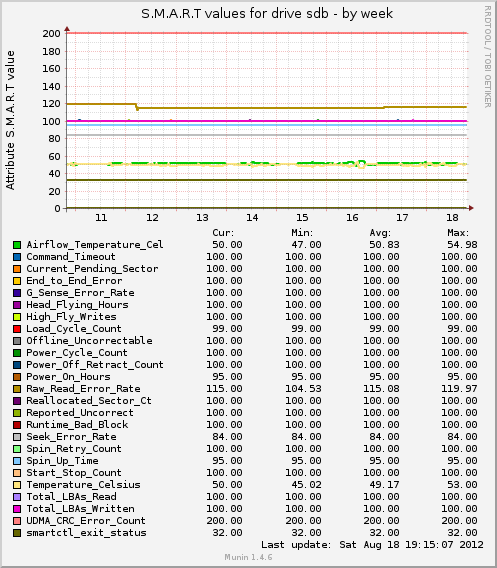 S.M.A.R.T values for drive sdb - by week
RRDTOOL / TOBI OETIKER
Attribute S.M.A.R.T value
200
180
160
140
120
100
80
60
40
20
0
11 12 13 14 15 16 17 18
Cur: Min: Avg: Max:
Airflow_Temperature_Cel 50.00 47.00 50.83 54.98
Command_Timeout 100.00 100.00 100.00 100.00
Current_Pending_Sector 100.00 100.00 100.00 100.00
End_to_End_Error 100.00 100.00 100.00 100.00
G_Sense_Error_Rate 100.00 100.00 100.00 100.00
Head_Flying_Hours 100.00 100.00 100.00 100.00
High_Fly_Writes 100.00 100.00 100.00 100.00
Load_Cycle_Count 99.00 99.00 99.00 99.00
Offline_Uncorrectable 100.00 100.00 100.00 100.00
Power_Cycle_Count 100.00 100.00 100.00 100.00
Power_Off_Retract_Count 100.00 100.00 100.00 100.00
Power_On_Hours 95.00 95.00 95.00 95.00
Raw_Read_Error_Rate 115.00 104.53 115.08 119.97
Reallocated_Sector_Ct 100.00 100.00 100.00 100.00
Reported_Uncorrect 100.00 100.00 100.00 100.00
Runtime_Bad_Block 100.00 100.00 100.00 100.00
Seek_Error_Rate 84.00 84.00 84.00 84.00
Spin_Retry_Count 100.00 100.00 100.00 100.00
Spin_Up_Time 95.00 95.00 95.00 95.00
Start_Stop_Count 100.00 100.00 100.00 100.00
Temperature_Celsius 50.00 45.02 49.17 53.00
Total_LBAs_Read 100.00 100.00 100.00 100.00
Total_LBAs_Written 100.00 100.00 100.00 100.00
UDMA_CRC_Error_Count 200.00 200.00 200.00 200.00
smartctl_exit_status 32.00 32.00 32.00 32.00
Last update: Sat Aug 18 19:15:07 2012
Munin 1.4.6